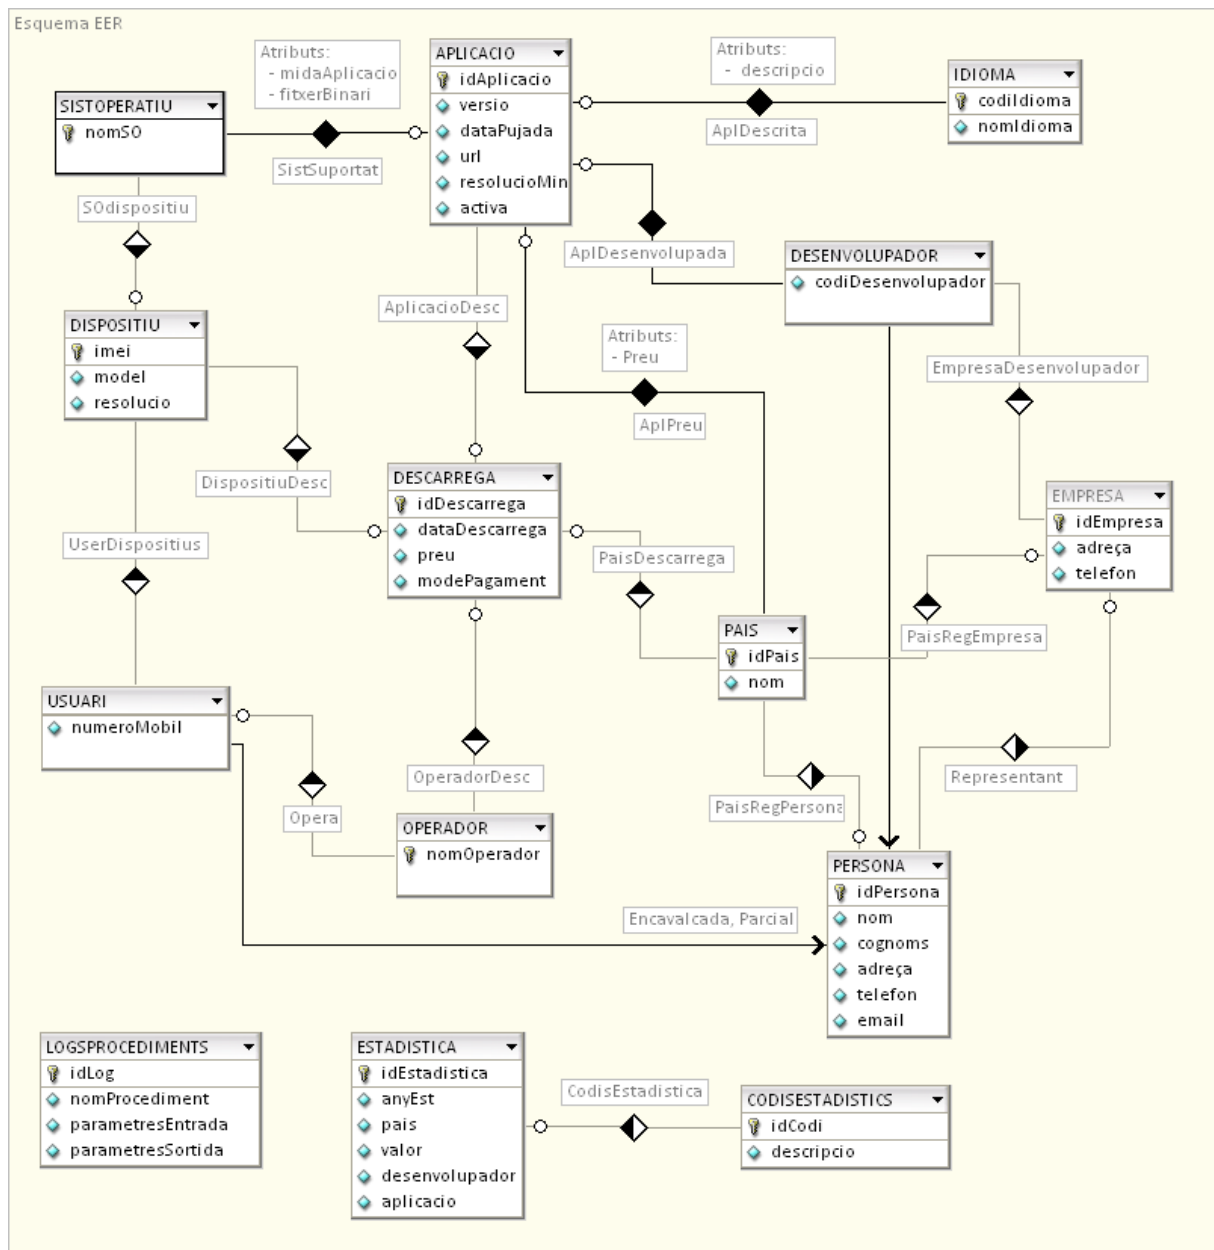 Esquema EER
Atributs:
- midaAplicacio
- fitxerBinari
APLICACIO
idAplicacio
versio
dataPujada
url
resolucioMin
activa
Atributs:
- descripcio
IDIOMA
codiIdioma
nomIdioma
SISTOPERATIU
nomSO
SistSuportat
AplDescrita
SOdispositiu
AplDesenvolupada
DESENVOLUPADOR
codiDesenvolupador
AplicacioDesc
DISPOSITIU
imei
model
resolucio
Atributs:
- Preu
EmpresaDesenvolupador
AplPreu
DispositiuDesc
DESCARREGA
idDescarrega
dataDescarrega
preu
modePagament
EMPRESA
idEmpresa
adreça
telefon
UserDispositius
PaisDescarrega
PAIS
idPais
nom
PaisRegEmpresa
USUARI
numeroMobil
OperadorDesc
Opera
PaisRegPersona
Representant
OPERADOR
nomOperador
PERSONA
idPersona
nom
cognoms
adreça
telefon
email
Encavalcada, Parcial
LOGSPROCEDIMENTS
idLog
nomProcediment
parametresEntrada
parametresSortida
ESTADISTICA
idEstadistica
anyEst
pais
valor
desenvolupador
aplicacio
CodisEstadistica
CODISESTADISTICS
idCodi
descripcio